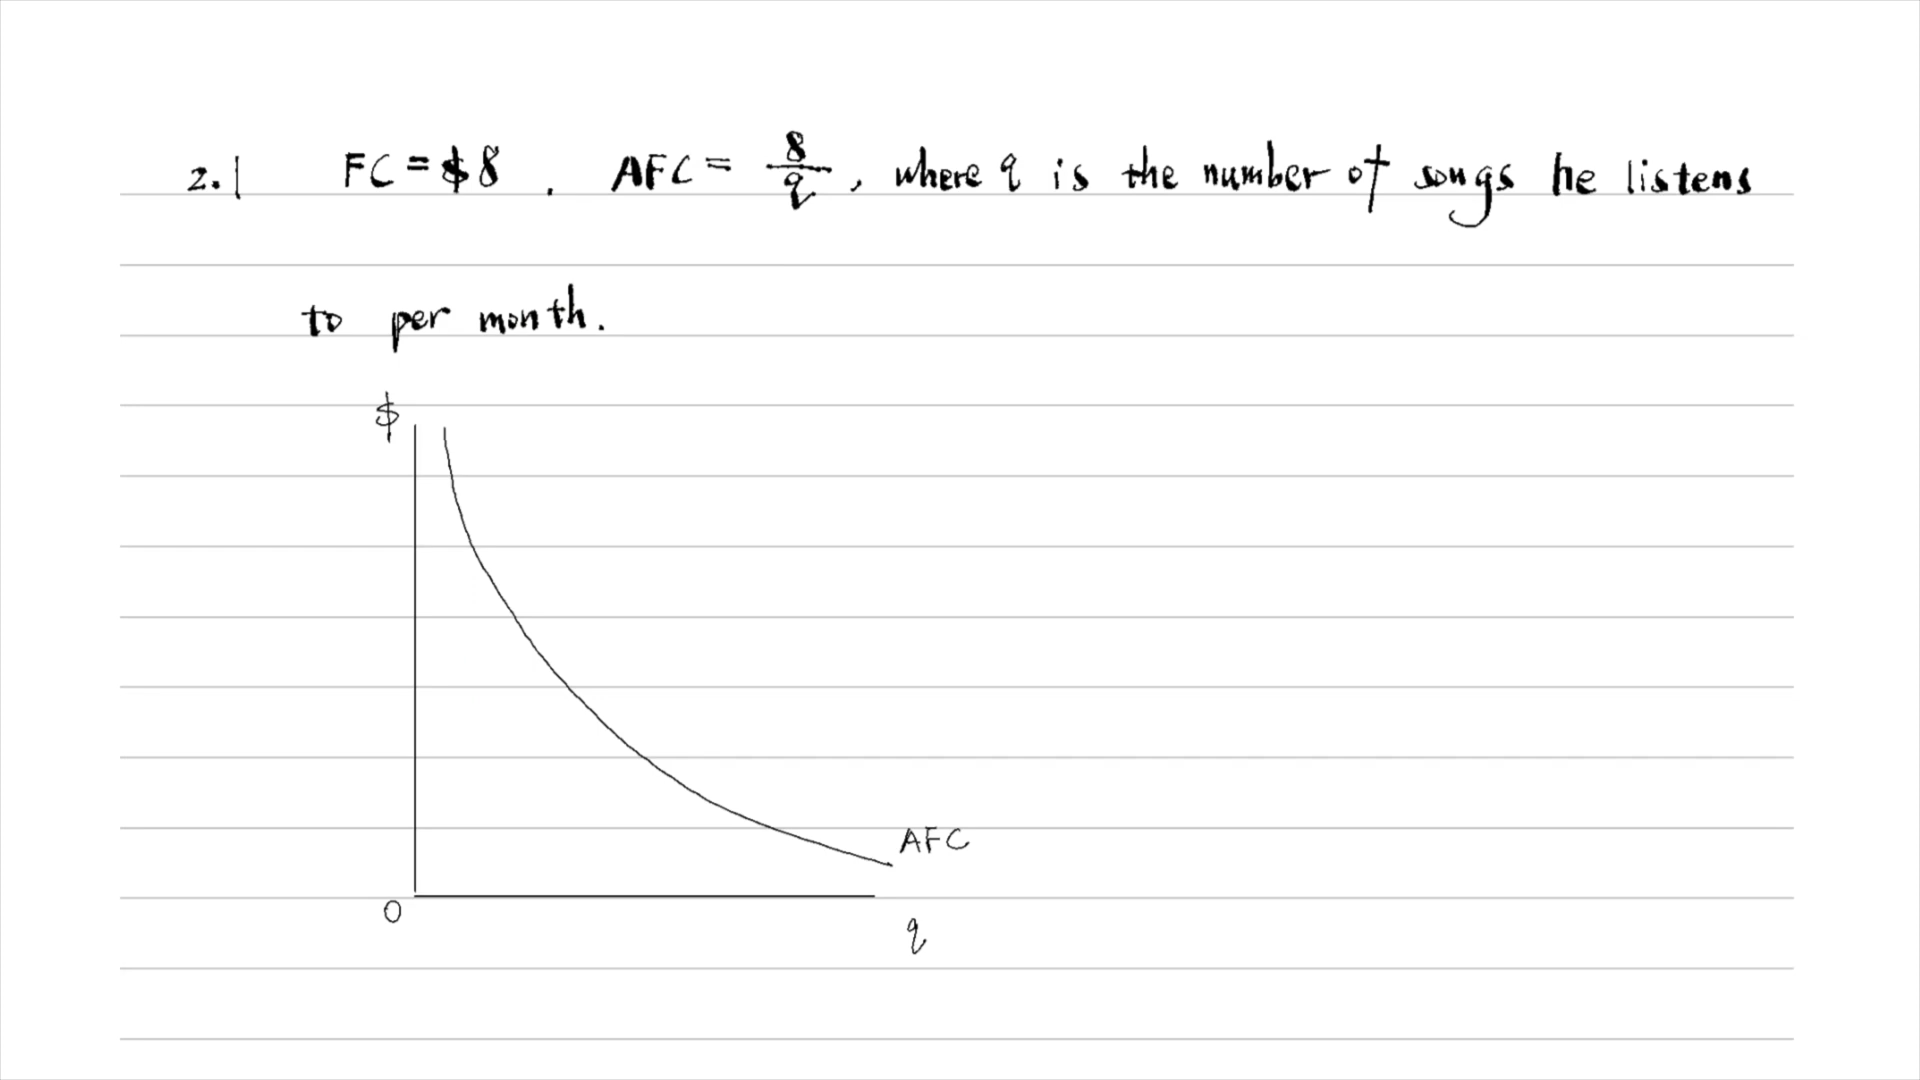 2.1 FC = $8 . AFC = 8/q , where q is the number of songs he listens
to per month.
$
AFC
0
q